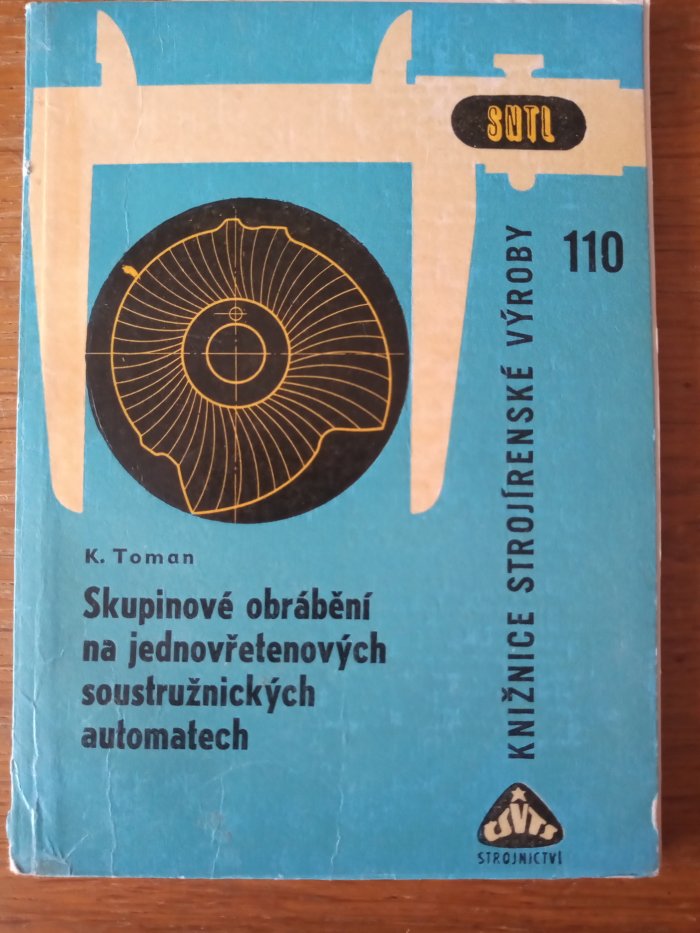 SNTL
110
KNIŽNICE STROJÍRENSKÉ VÝROBY
K. Toman
Skupinové obrábění
na jednovřetenových
soustružnických
automatech
ČSVTS
STROJNICTVÍ